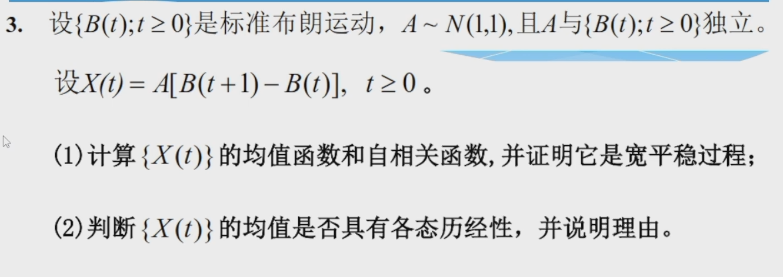 3. 设{B(t);t ≥ 0}是标准布朗运动，A ~ N(1,1),且A与{B(t);t ≥ 0}独立。
设X(t) = A[B(t+1) − B(t)], t ≥ 0。
(1)计算{X(t)}的均值函数和自相关函数,并证明它是宽平稳过程；
(2)判断{X(t)}的均值是否具有各态历经性，并说明理由。